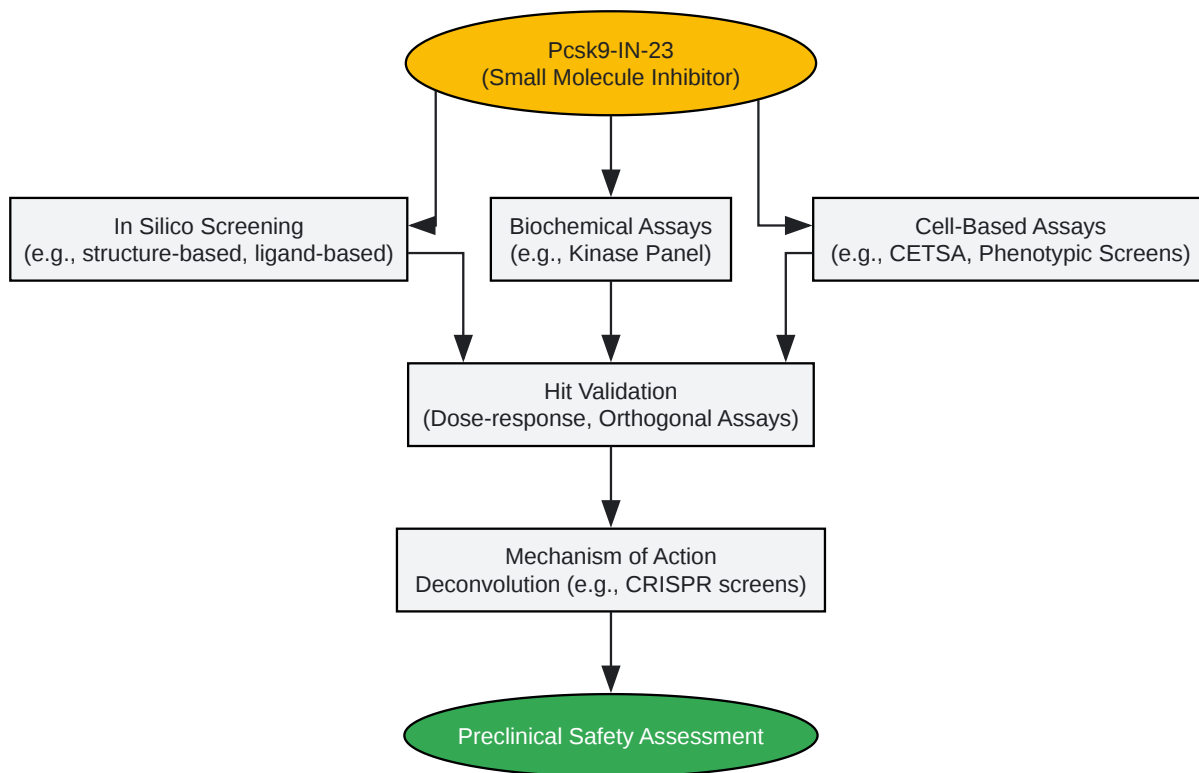 Pcsk9-IN-23
(Small Molecule Inhibitor)
In Silico Screening
(e.g., structure-based, ligand-based)
Biochemical Assays
(e.g., Kinase Panel)
Cell-Based Assays
(e.g., CETSA, Phenotypic Screens)
Hit Validation
(Dose-response, Orthogonal Assays)
Mechanism of Action
Deconvolution (e.g., CRISPR screens)
Preclinical Safety Assessment